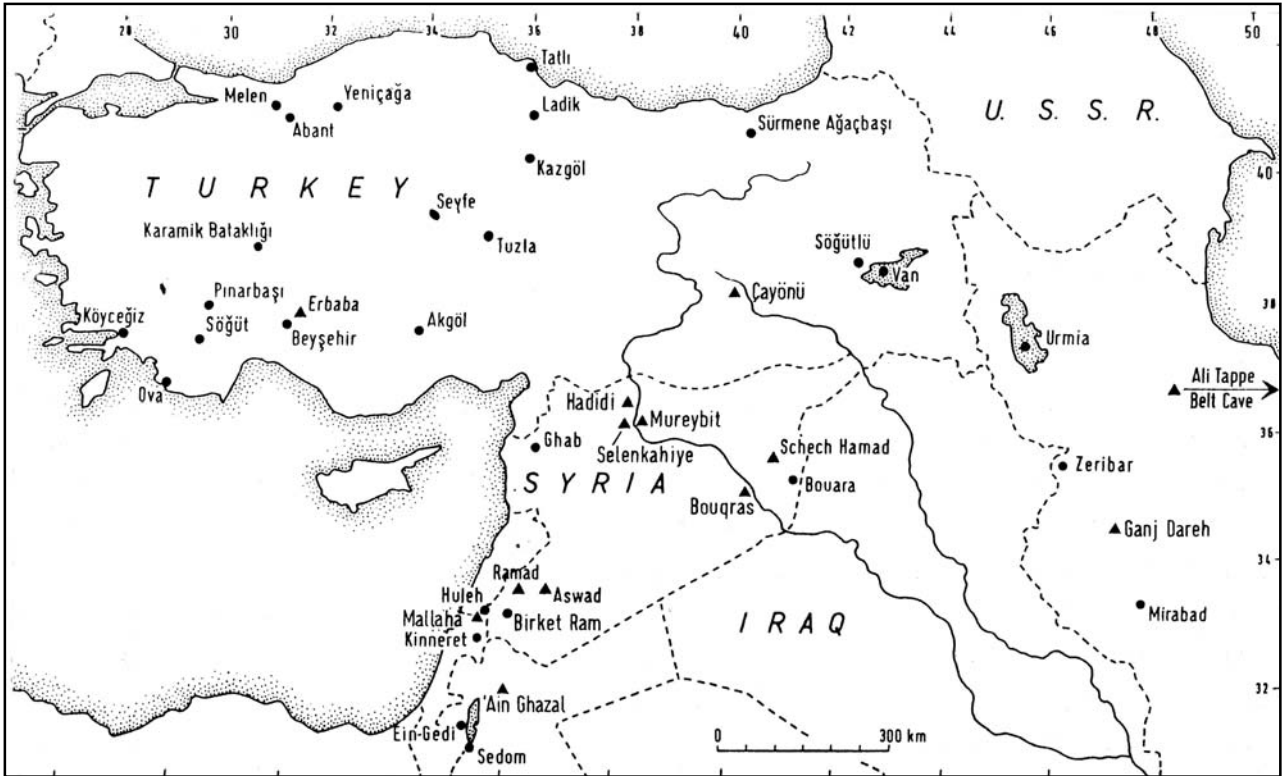 28 30 32 34 36 38 40 42 44 46 48 50
Tatlı
Melen
Yeniçağa
Abant
Ladik
Sürmene Ağaçbaşı
U. S. S. R.
Kazgöl
40
TURKEY
Seyfe
Karamik Bataklığı
Tuzla
Söğütlü
Van
Pınarbaşı
Erbaba
Çayönü
38
Köyceğiz
Söğüt
Beyşehir
Akgöl
Urmia
Ova
Ali Tappe
Belt Cave
Hadidi
Mureybit
36
Ghab
Selenkahiye
Schech Hamad
Zeribar
SYRIA
Bouara
Bouqras
Ganj Dareh
34
Ramad
Huleh
Aswad
Mallaha
Birket Ram
Mirabad
Kinneret
IRAQ
32
'Ain Ghazal
Ein-Gedi
0 300 km
Sedom